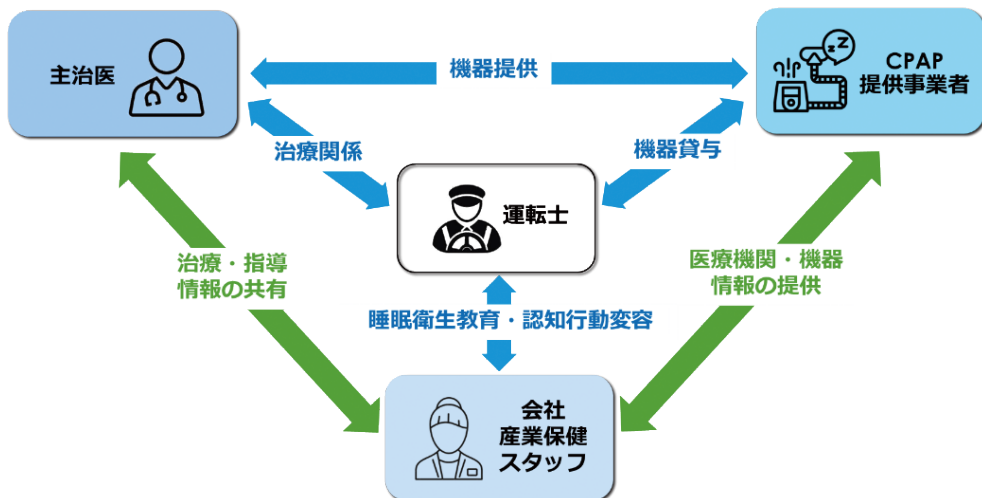 主治医
機器提供
CPAP
提供事業者
治療関係
機器貸与
運転士
治療・指導
情報の共有
医療機関・機器
情報の提供
睡眠衛生教育・認知行動変容
会社
産業保健
スタッフ